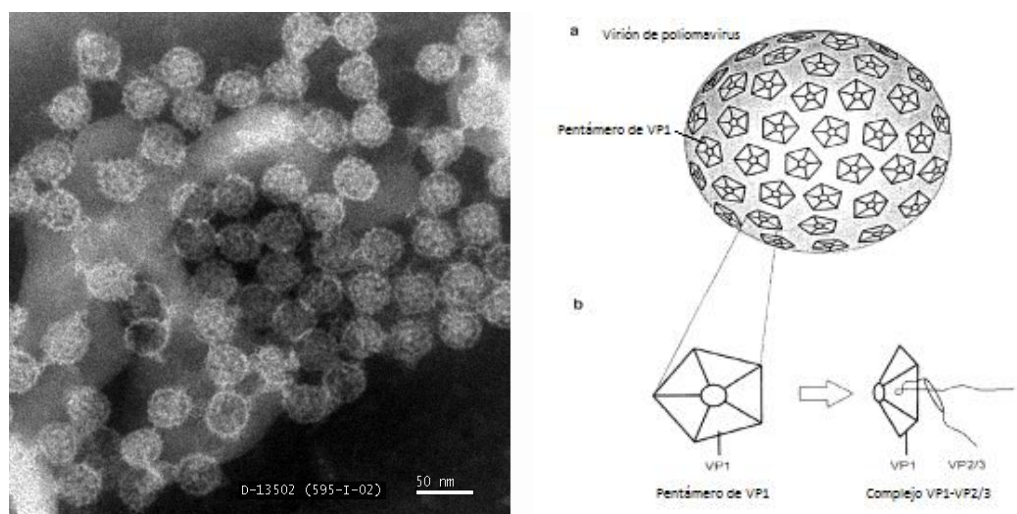 D-13502 (595-I-02)
50 nm
a
Virión de poliomavirus
Pentámero de VP1
b
VP1
VP1
VP2/3
Pentámero de VP1
Complejo VP1-VP2/3